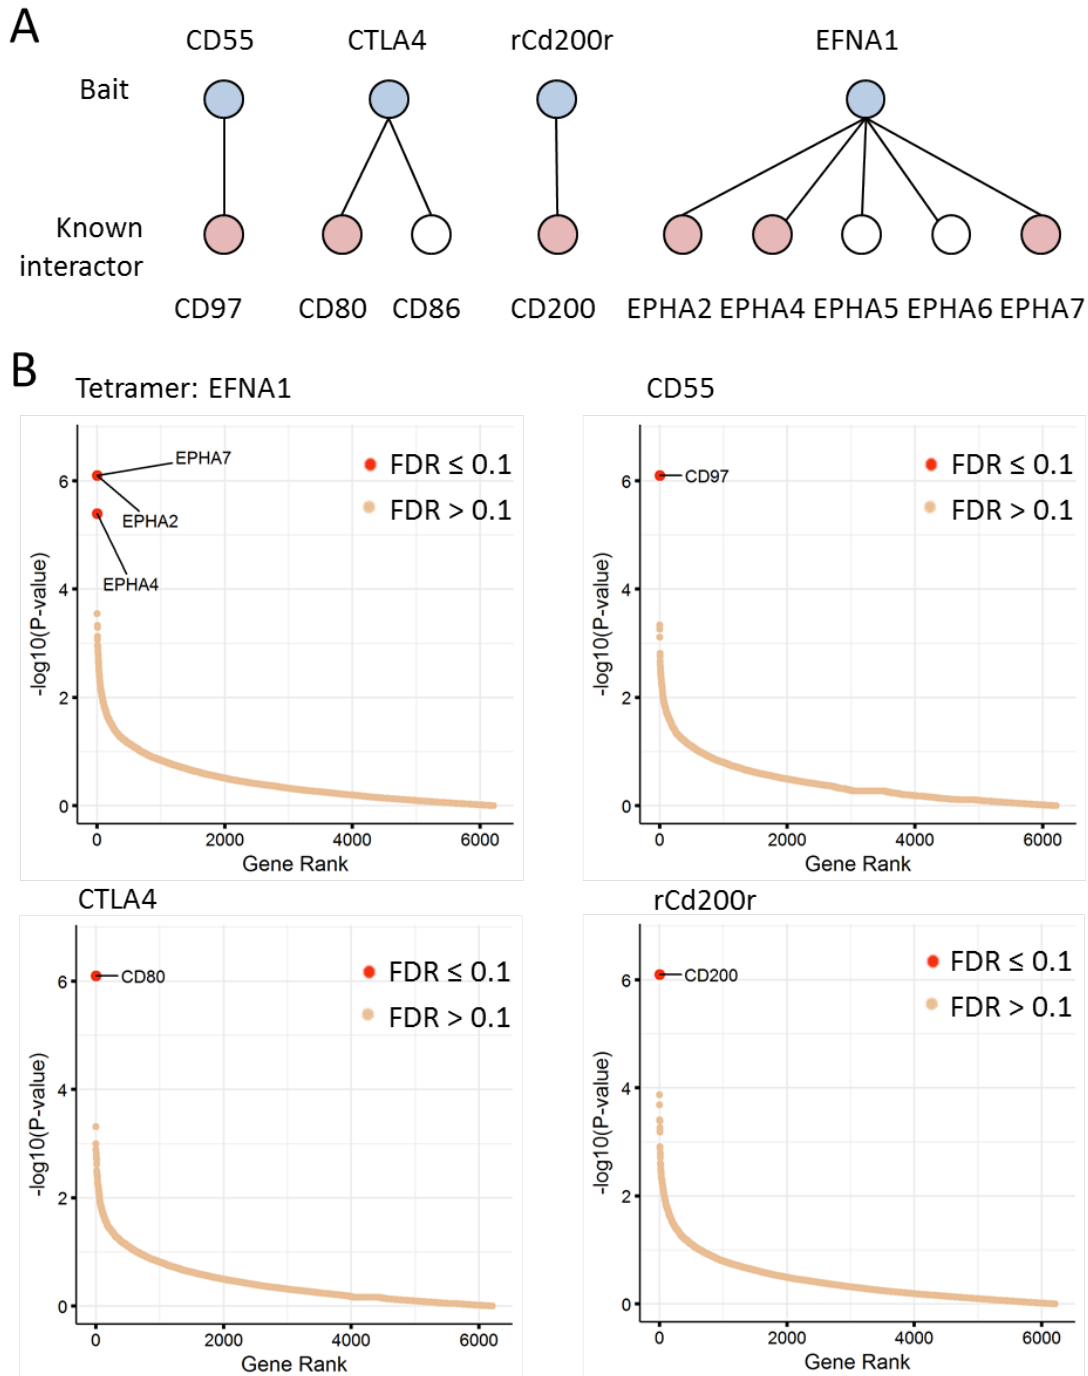 A
CD55 CTLA4 rCd200r EFNA1
Bait
Known
interactor
CD97 CD80 CD86 CD200 EPHA2 EPHA4 EPHA5 EPHA6 EPHA7
B
Tetramer: EFNA1
EPHA7
EPHA2
EPHA4
FDR ≤ 0.1
FDR > 0.1
6
4
2
0
-log10(P-value)
0 2000 4000 6000
Gene Rank
CD55
CD97
FDR ≤ 0.1
FDR > 0.1
6
4
2
0
-log10(P-value)
0 2000 4000 6000
Gene Rank
CTLA4
CD80
FDR ≤ 0.1
FDR > 0.1
6
4
2
0
-log10(P-value)
0 2000 4000 6000
Gene Rank
rCd200r
CD200
FDR ≤ 0.1
FDR > 0.1
6
4
2
0
-log10(P-value)
0 2000 4000 6000
Gene Rank